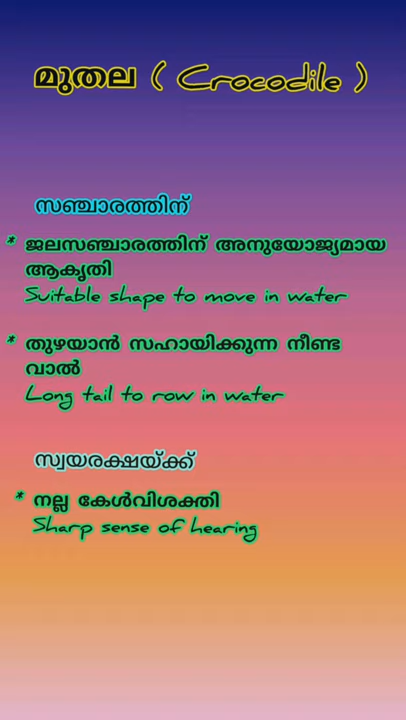 മുതല ( Crocodile )
സഞ്ചാരത്തിന്
* ജലസഞ്ചാരത്തിന് അനുയോജ്യമായ
ആകൃതി
Suitable shape to move in water
* തുഴയാൻ സഹായിക്കുന്ന നീണ്ട
വാൽ
Long tail to row in water
സ്വയരക്ഷയ്ക്ക്
* നല്ല കേൾവിശക്തി
Sharp sense of hearing